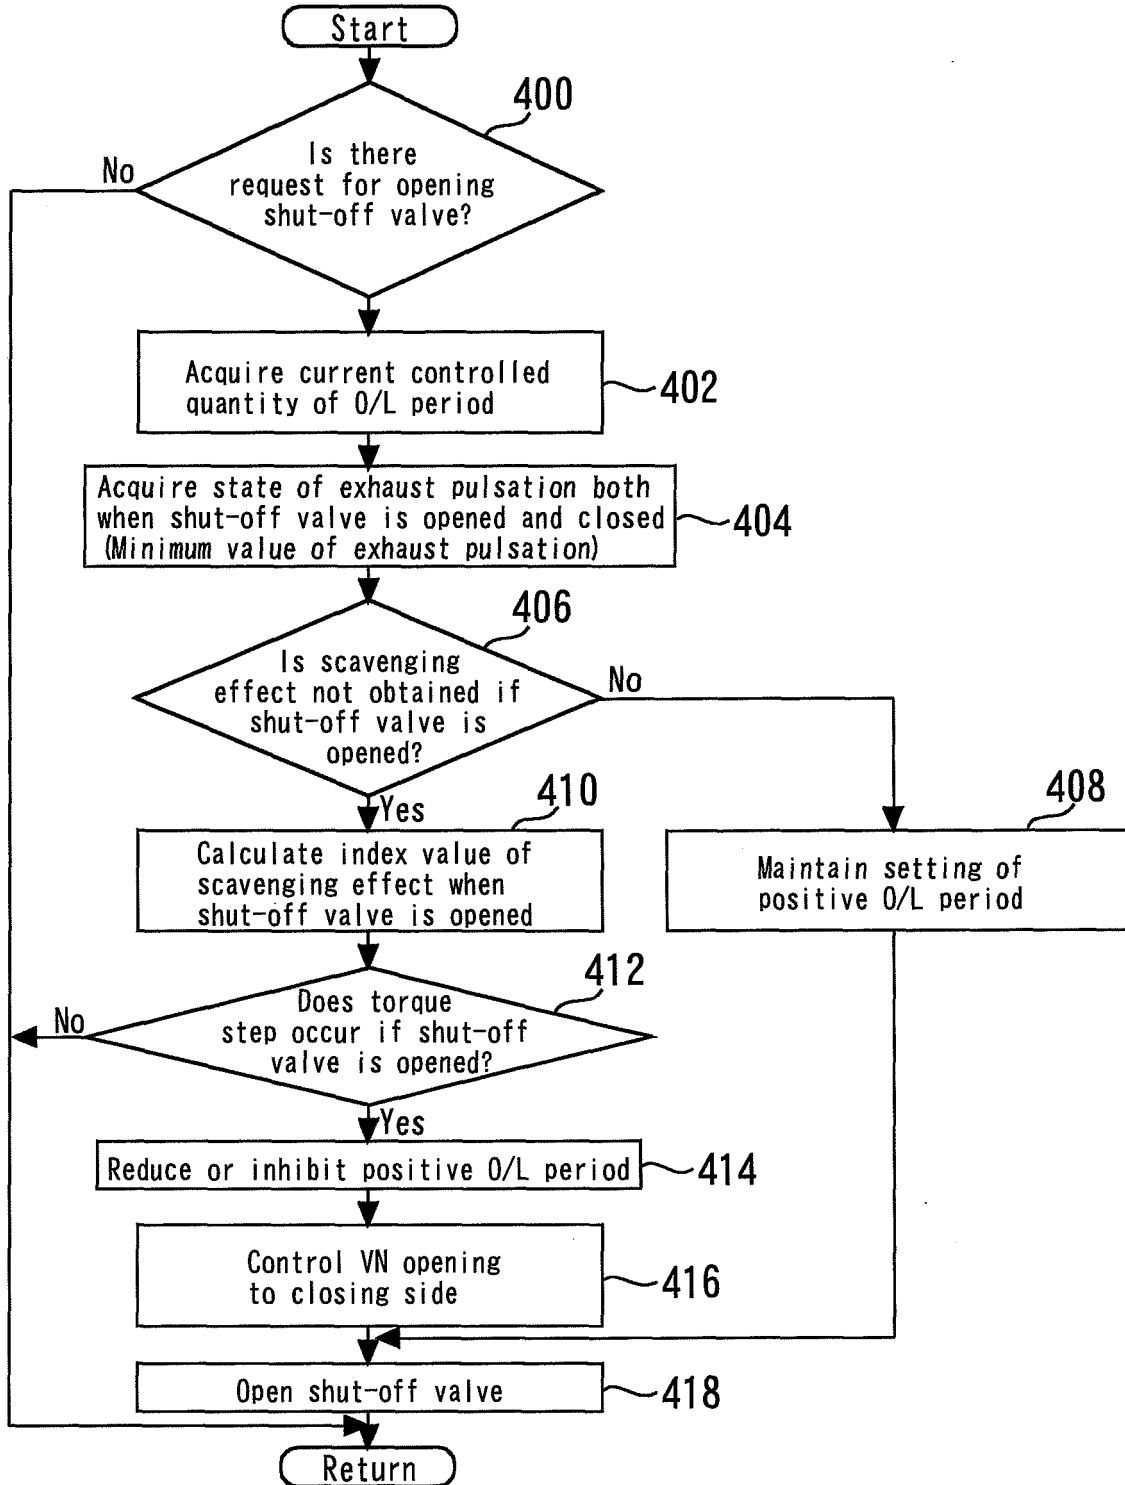 Start
400
Is there
request for opening
shut-off valve?
No
Acquire current controlled
quantity of O/L period
402
Acquire state of exhaust pulsation both
when shut-off valve is opened and closed
(Minimum value of exhaust pulsation)
404
406
Is scavenging
effect not obtained if
shut-off valve is
opened?
No
Yes
408
Maintain setting of
positive O/L period
410
Calculate index value of
scavenging effect when
shut-off valve is opened
412
Does torque
step occur if shut-off
valve is opened?
No
Yes
Reduce or inhibit positive O/L period
414
Control VN opening
to closing side
416
Open shut-off valve
418
Return